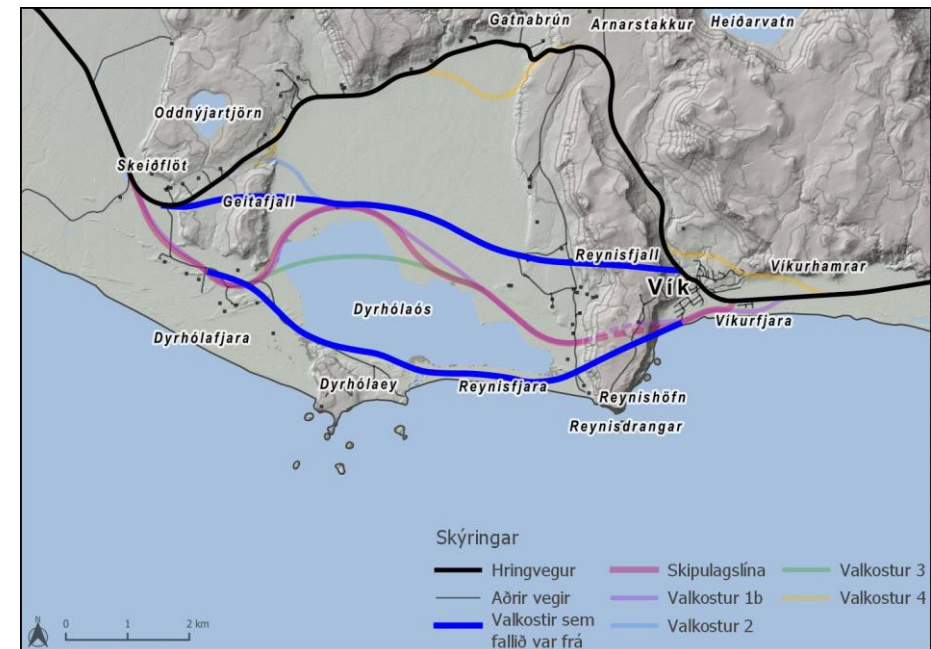 Gatnabrún
Arnarstakkur
Heiðarvatn
Oddnýjartjörn
Skeiðflöt
Geitafjall
Reynisfjall
Víkurhamrar
Vík
Dyrhólaós
Víkurfjara
Dyrhólafjara
Dyrhólaey
Reynisfjara
Reynishöfn
Reynisdrangar
Skýringar
Hringvegur
Aðrir vegir
Valkostir sem
fallið var frá
Skipulagslína
Valkostur 1b
Valkostur 2
Valkostur 3
Valkostur 4
N
0 1 2 km